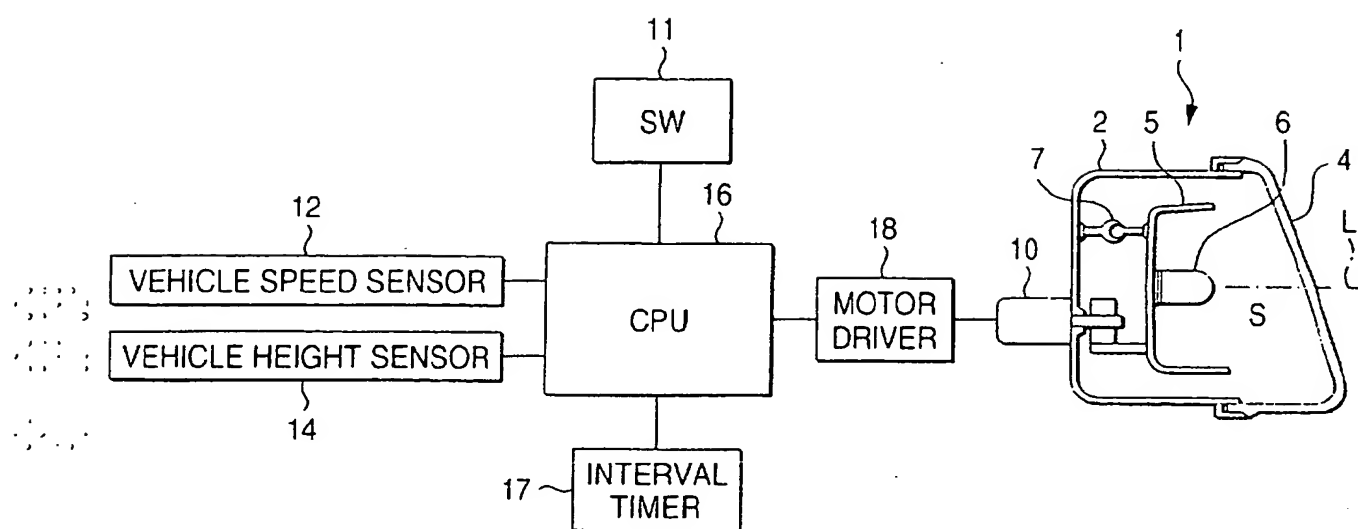 11
SW
1
2
5
6
4
7
12
VEHICLE SPEED SENSOR
16
CPU
18
MOTOR
DRIVER
10
L
S
VEHICLE HEIGHT SENSOR
14
17
INTERVAL
TIMER